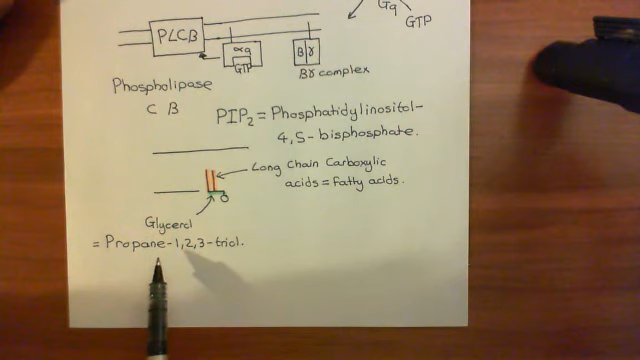 Gq
GTP
PLCβ
αq
GTP
β γ
βγ complex
Phospholipase
C β
PIP₂ = Phosphatidylinositol-
4,5-bisphosphate.
Long Chain Carboxylic
acids = fatty acids.
Glycerol
= Propane-1,2,3-triol.